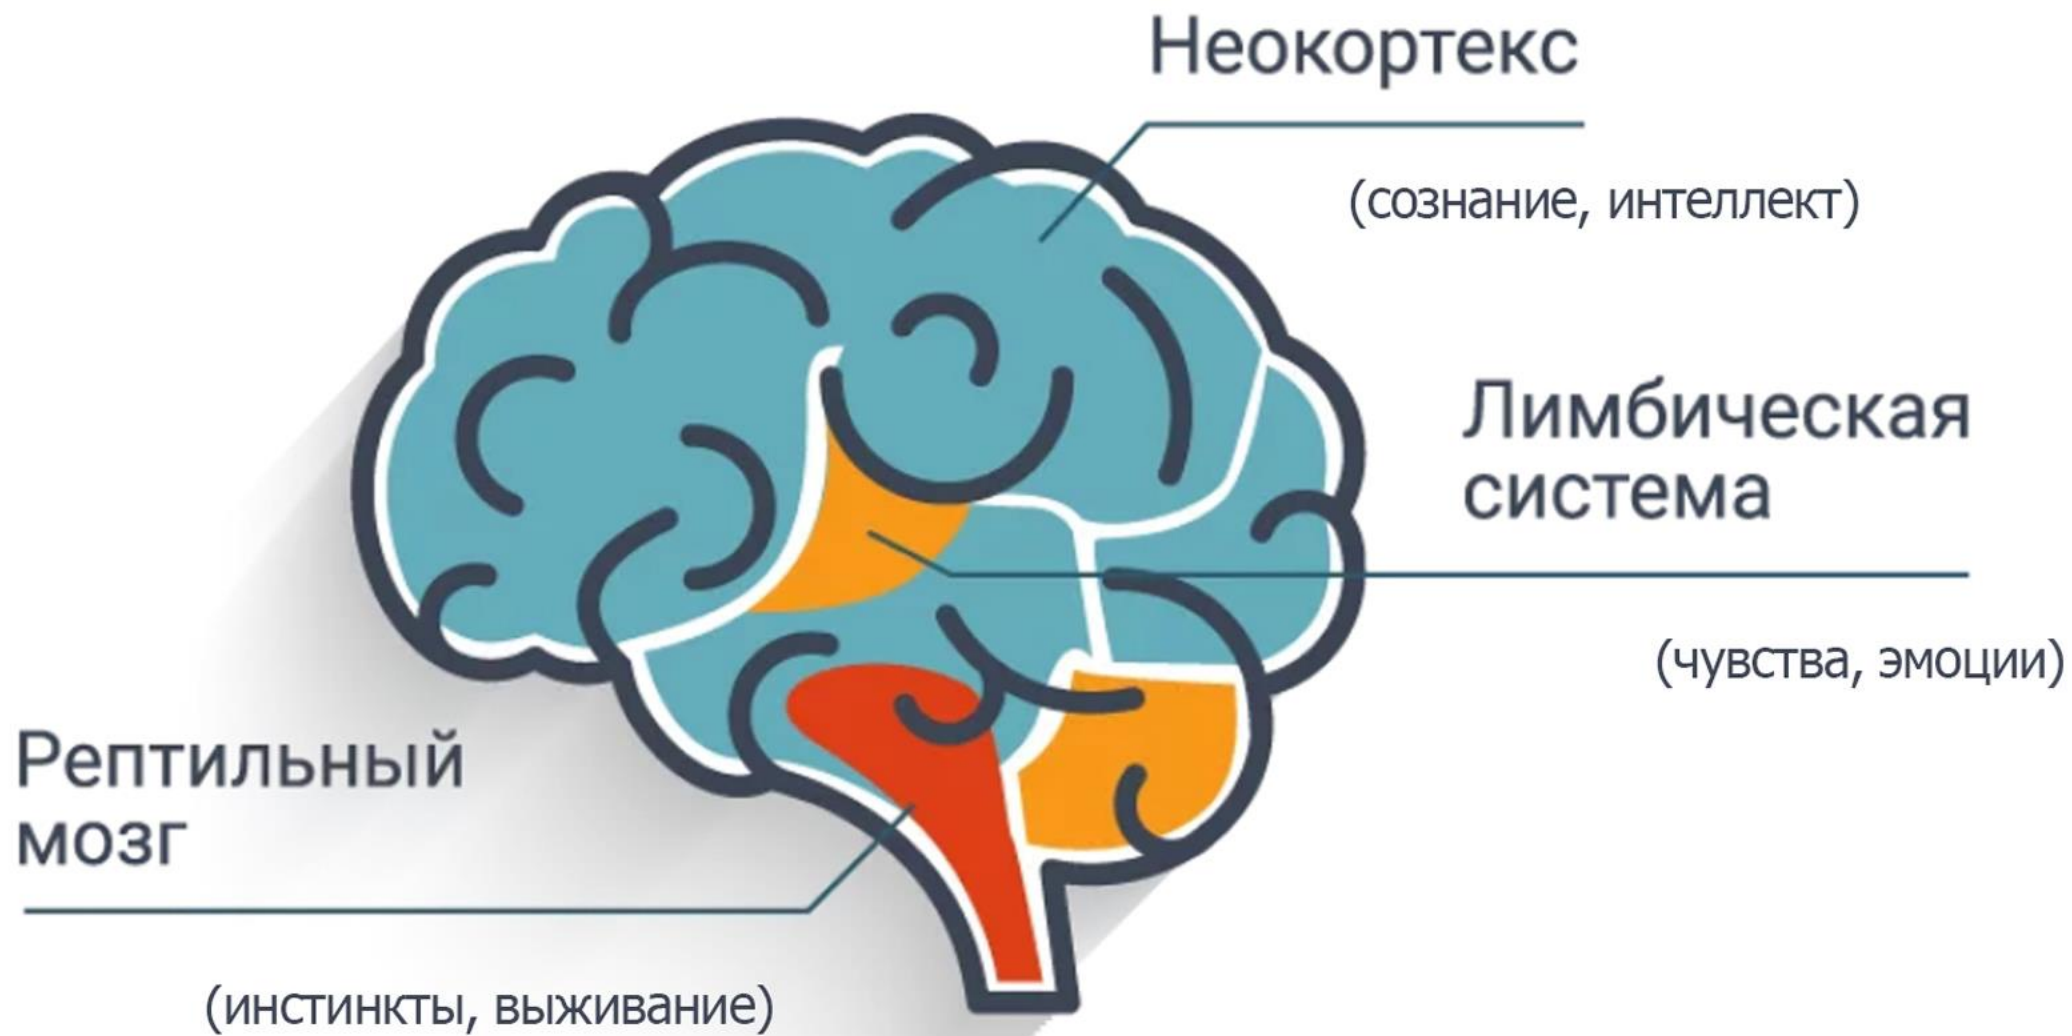 Неокортекс
(сознание, интеллект)
Лимбическая
система
(чувства, эмоции)
Рептильный
мозг
(инстинкты, выживание)